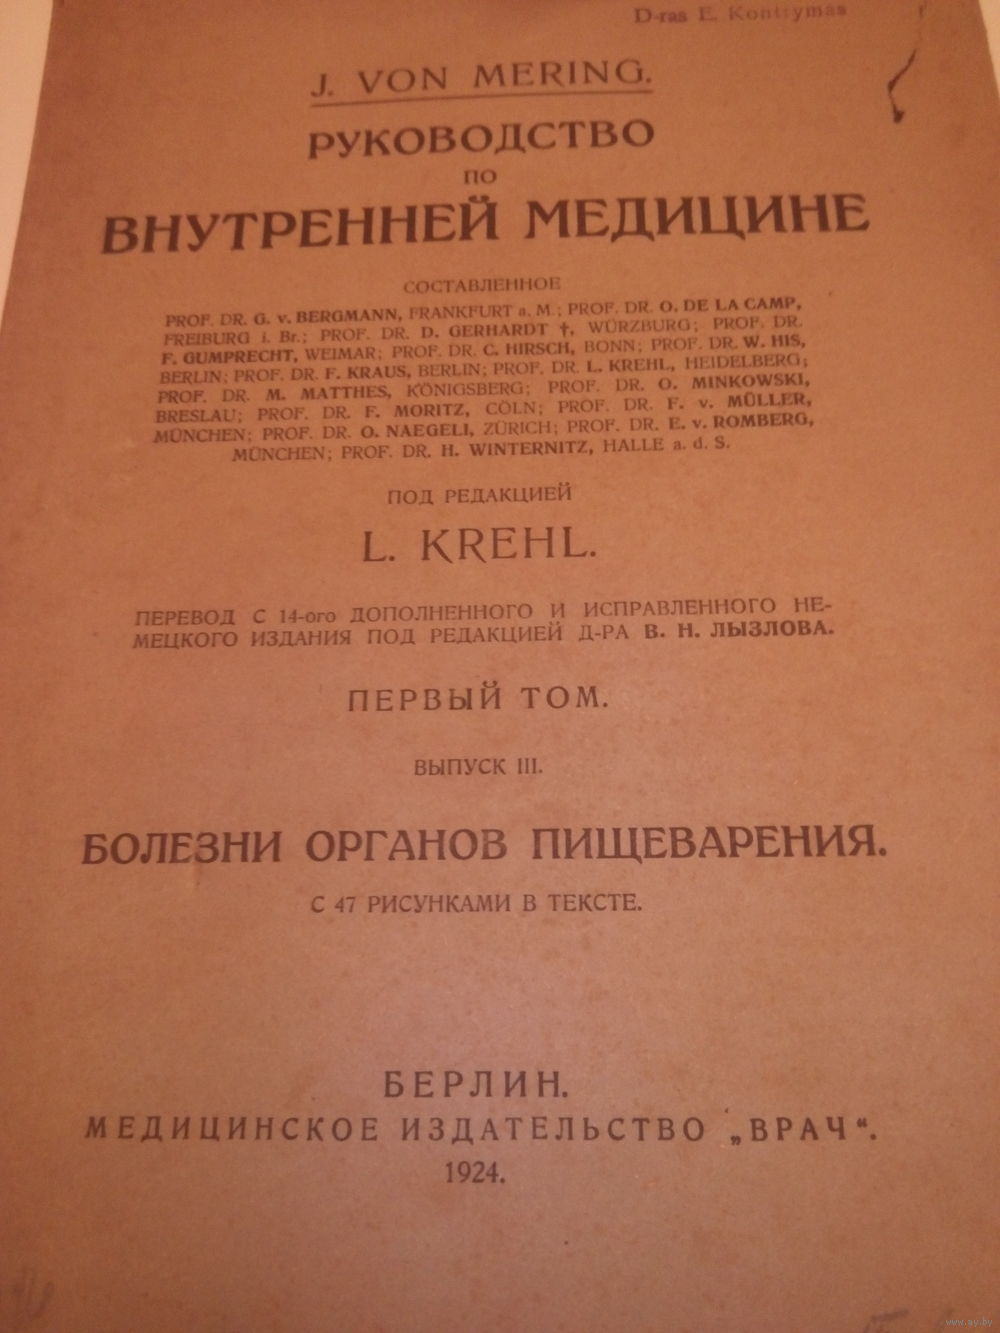 D-ras E. Kontrymas
J. VON MERING.
РУКОВОДСТВО
ПО
ВНУТРЕННЕЙ МЕДИЦИНЕ
СОСТАВЛЕННОЕ
PROF. DR. G. v. BERGMANN, FRANKFURT a. M.; PROF. DR. O. DE LA CAMP,
FREIBURG i. Br.; PROF. DR. D. GERHARDT †, WÜRZBURG; PROF. DR.
F. GUMPRECHT, WEIMAR; PROF. DR. C. HIRSCH, BONN; PROF. DR. W. HIS,
BERLIN; PROF. DR. F. KRAUS, BERLIN; PROF. DR. L. KREHL, HEIDELBERG;
PROF. DR. M. MATTHES, KÖNIGSBERG; PROF. DR. O. MINKOWSKI,
BRESLAU; PROF. DR. F. MORITZ, CÖLN; PROF. DR. F. v. MÜLLER,
MÜNCHEN; PROF. DR. O. NAEGELI, ZÜRICH; PROF. DR. E. v. ROMBERG,
MÜNCHEN; PROF. DR. H. WINTERNITZ, HALLE a. d. S.
ПОД РЕДАКЦИЕЙ
L. KREHL.
ПЕРЕВОД С 14-ого ДОПОЛНЕННОГО И ИСПРАВЛЕННОГО НЕ-
МЕЦКОГО ИЗДАНИЯ ПОД РЕДАКЦИЕЙ Д-РА В. Н. ЛЫЗЛОВА.
ПЕРВЫЙ ТОМ.
ВЫПУСК III.
БОЛЕЗНИ ОРГАНОВ ПИЩЕВАРЕНИЯ.
С 47 РИСУНКАМИ В ТЕКСТЕ.
БЕРЛИН.
МЕДИЦИНСКОЕ ИЗДАТЕЛЬСТВО „ВРАЧ“.
1924.
www.ay.by